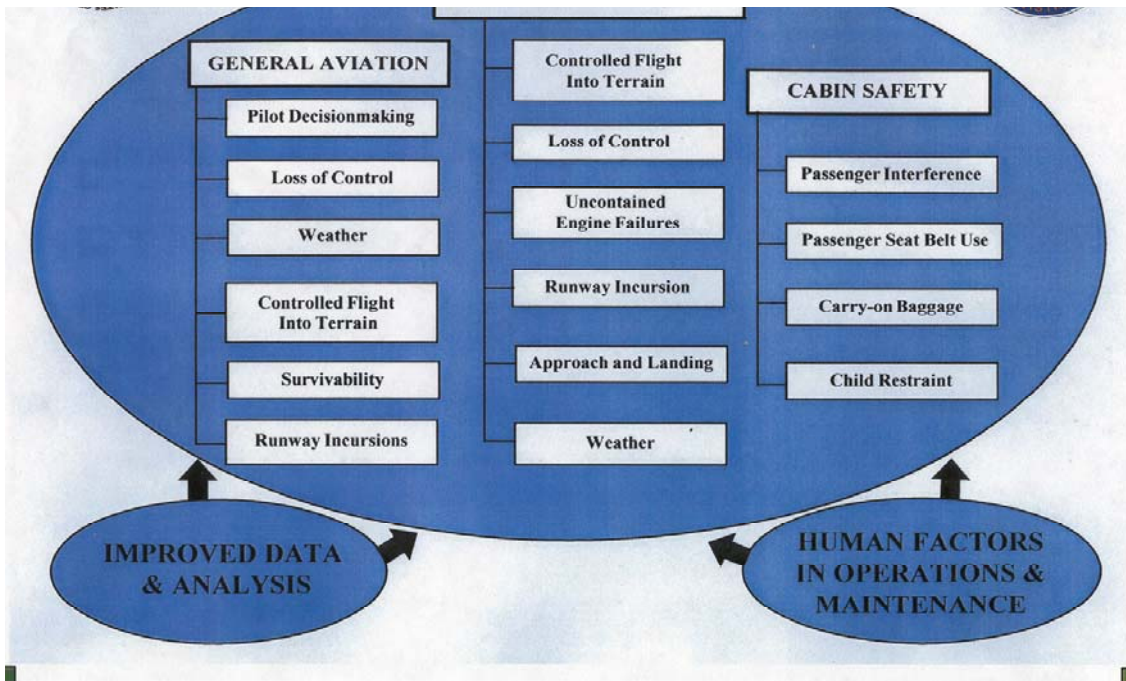 GENERAL AVIATION
Pilot Decisionmaking
Loss of Control
Weather
Controlled Flight
Into Terrain
Survivability
Runway Incursions
Controlled Flight
Into Terrain
Loss of Control
Uncontained
Engine Failures
Runway Incursion
Approach and Landing
Weather
CABIN SAFETY
Passenger Interference
Passenger Seat Belt Use
Carry-on Baggage
Child Restraint
IMPROVED DATA
& ANALYSIS
HUMAN FACTORS
IN OPERATIONS &
MAINTENANCE